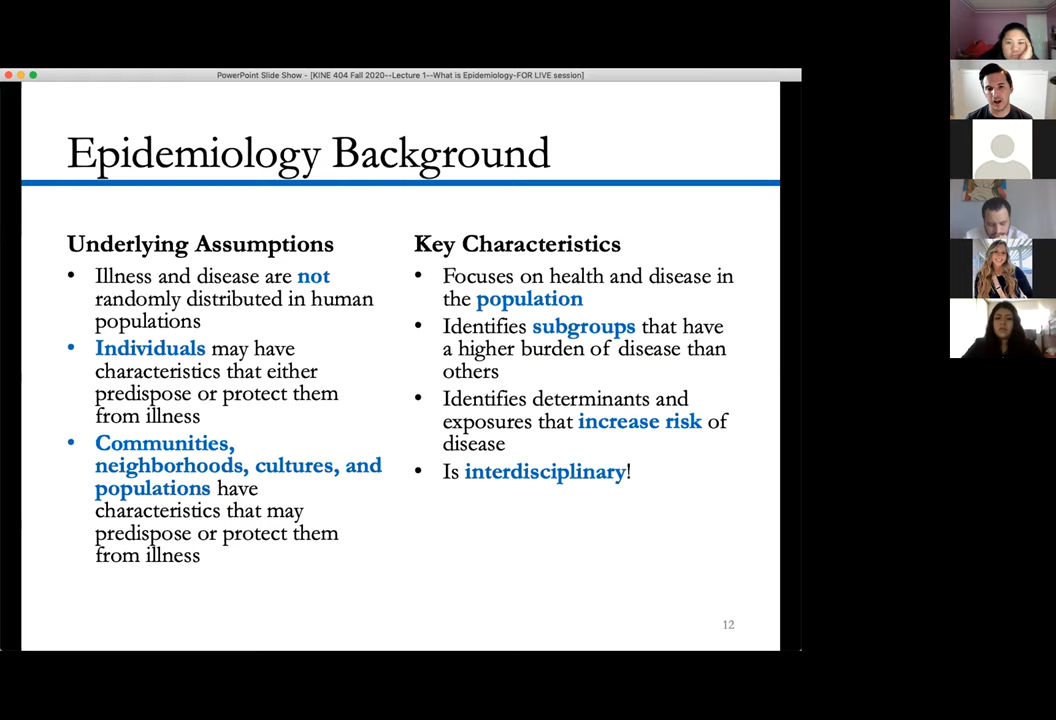 PowerPoint Slide Show - [KINE 404 Fall 2020--Lecture 1--What is Epidemiology-FOR LIVE session]
Epidemiology Background
Underlying Assumptions
• Illness and disease are not
randomly distributed in human
populations
• Individuals may have
characteristics that either
predispose or protect them
from illness
• Communities,
neighborhoods, cultures, and
populations have
characteristics that may
predispose or protect them
from illness
Key Characteristics
• Focuses on health and disease in
the population
• Identifies subgroups that have
a higher burden of disease than
others
• Identifies determinants and
exposures that increase risk of
disease
• Is interdisciplinary!
12